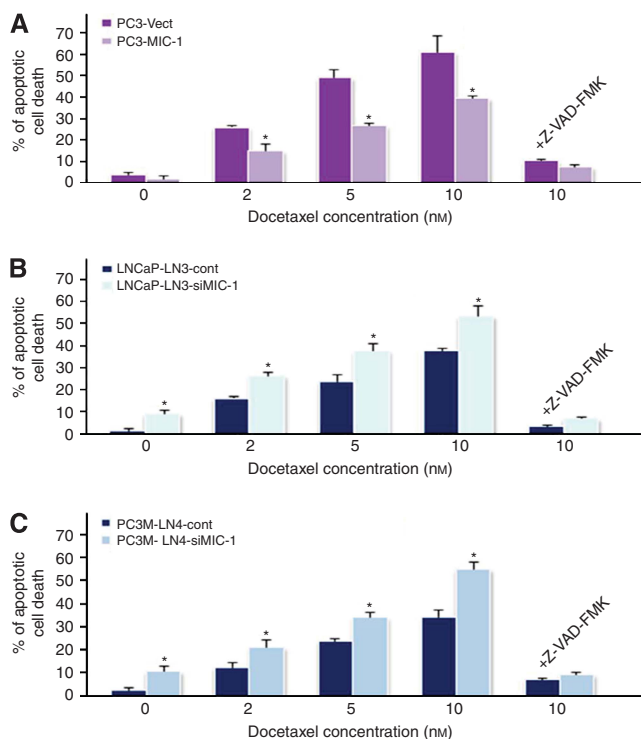 A
PC3-Vect
PC3-MIC-1
% of apoptotic
cell death
70
60
50
40
30
20
10
0
*
*
*
+Z-VAD-FMK
0 2 5 10 10
Docetaxel concentration (nM)
B
LNCaP-LN3-cont
LNCaP-LN3-siMIC-1
% of apoptotic
cell death
70
60
50
40
30
20
10
0
*
*
*
*
+Z-VAD-FMK
0 2 5 10 10
Docetaxel concentration (nM)
C
PC3M-LN4-cont
PC3M- LN4-siMIC-1
% of apoptotic
cell death
70
60
50
40
30
20
10
0
*
*
*
*
+Z-VAD-FMK
0 2 5 10 10
Docetaxel concentration (nM)